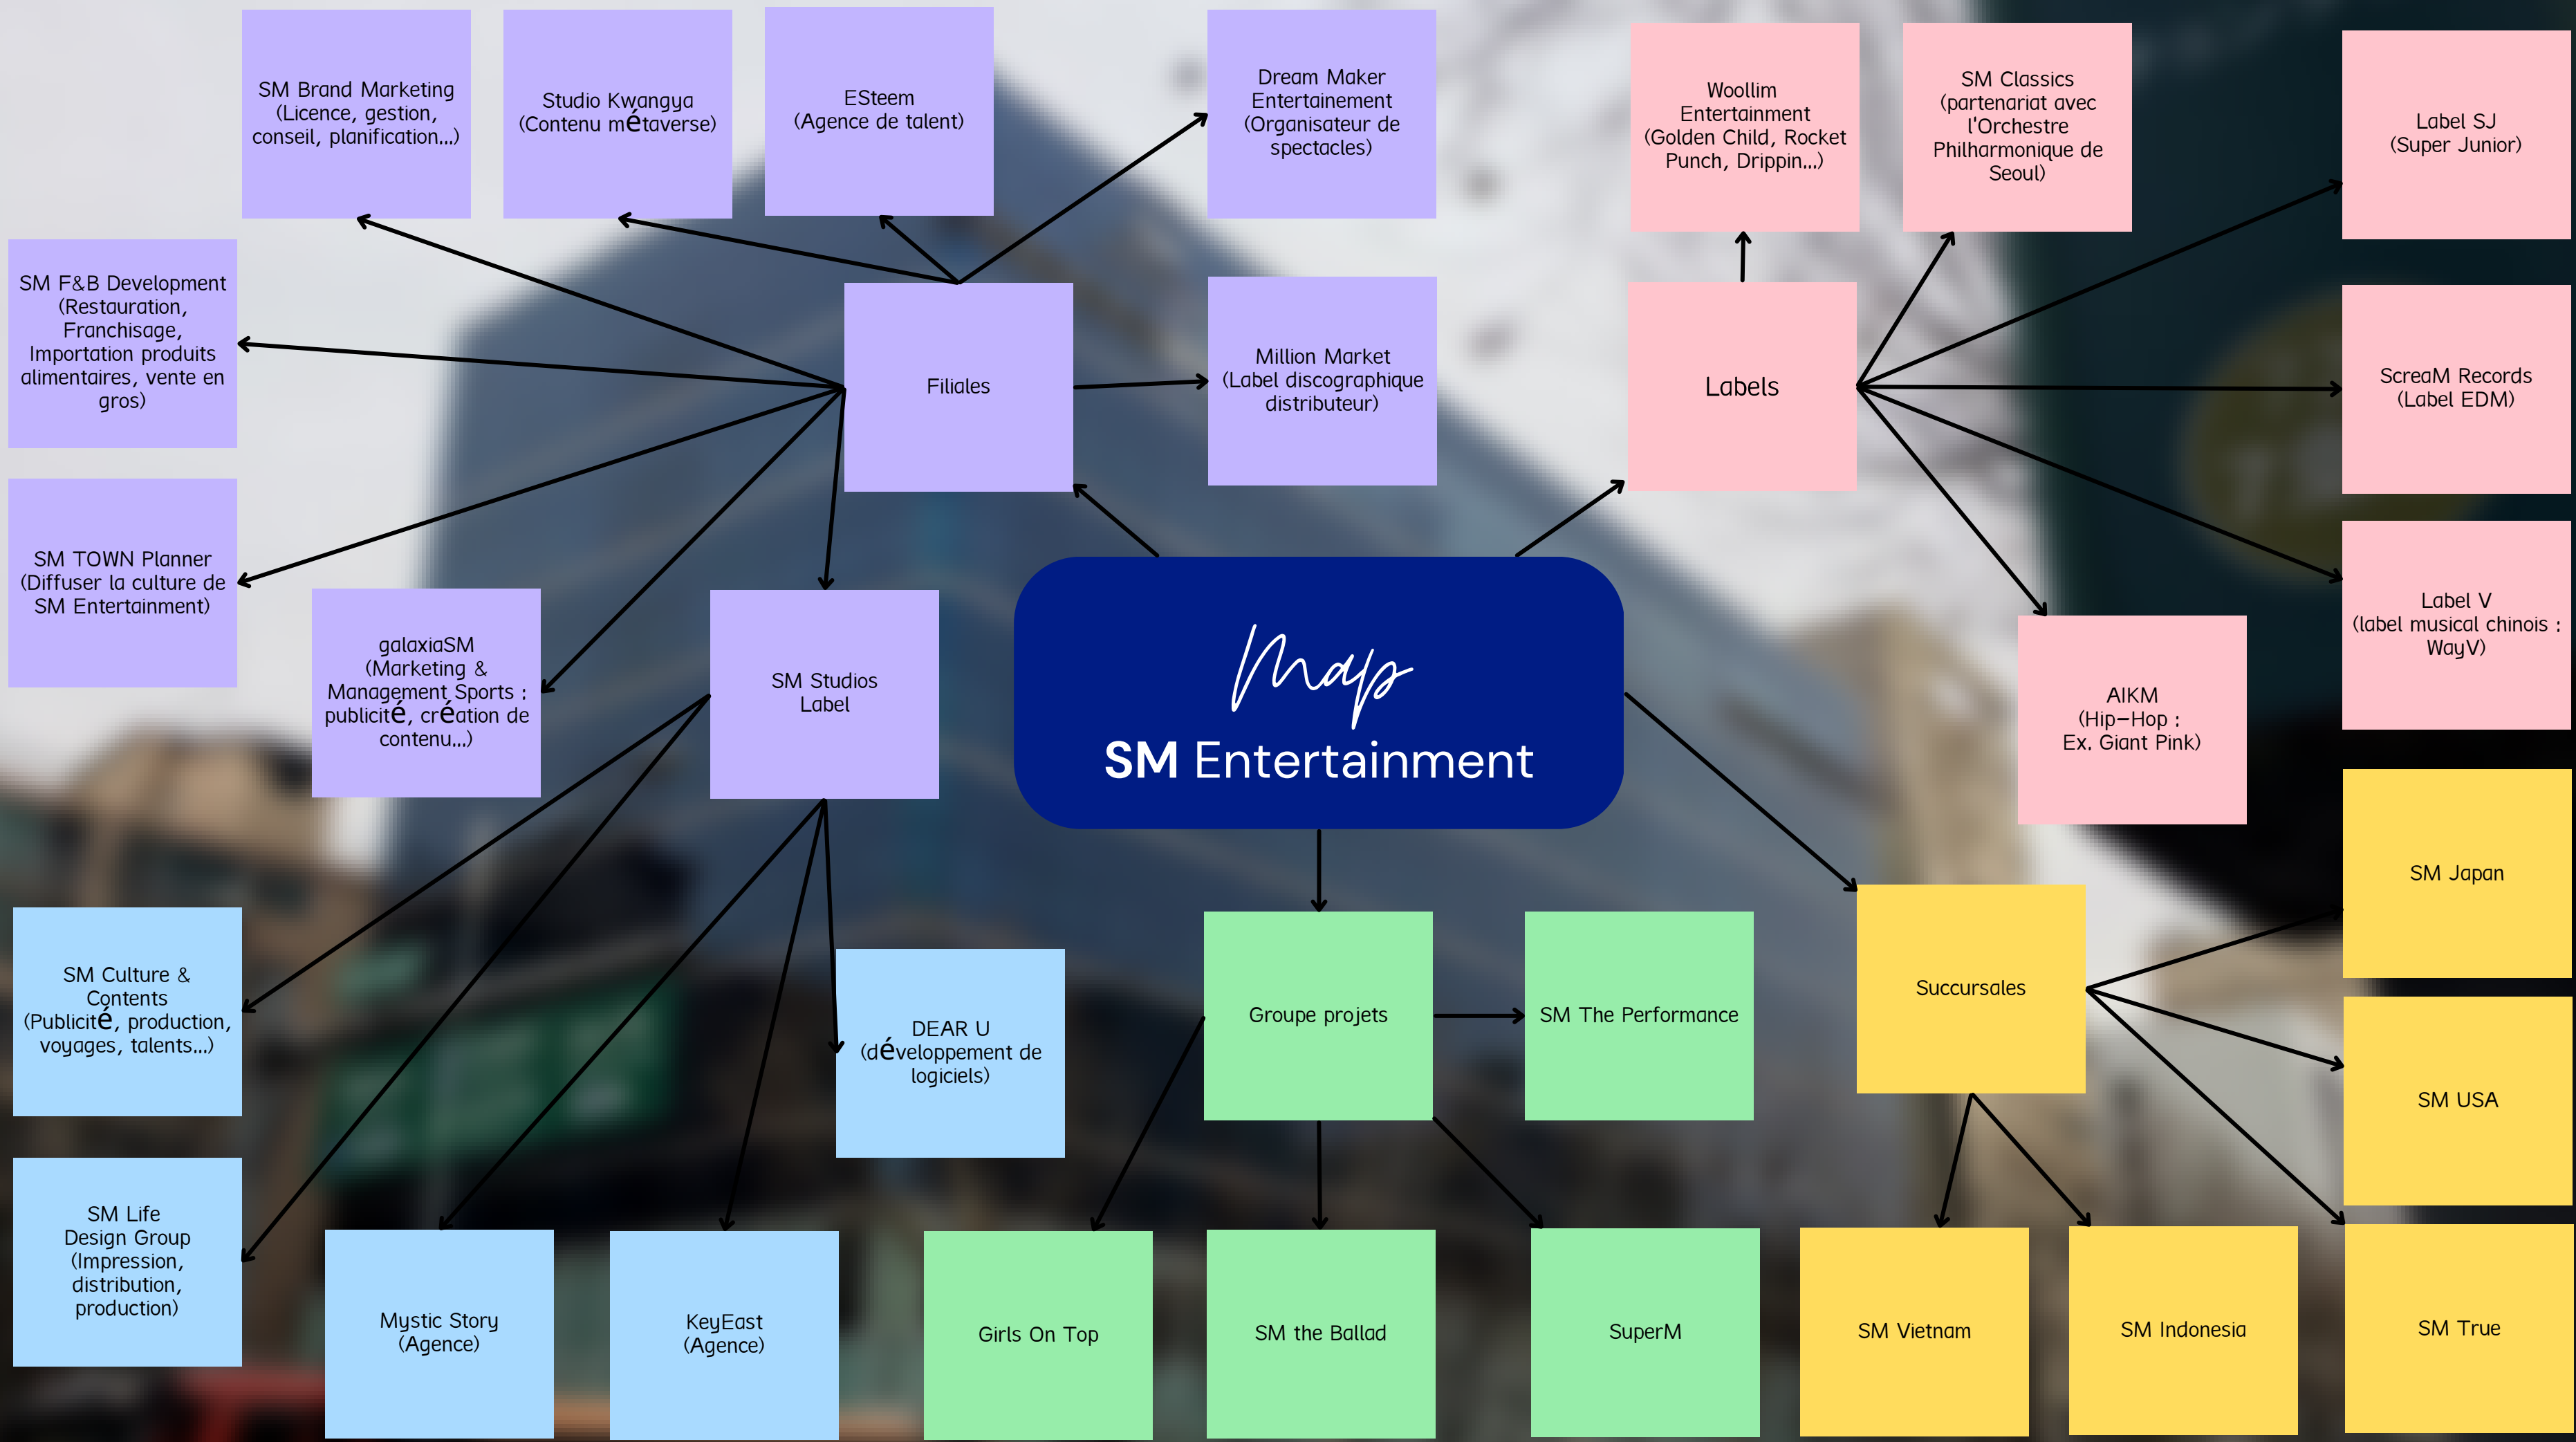 SM Brand Marketing
(Licence, gestion,
conseil, planification...)
Studio Kwangya
(Contenu métaverse)
ESteem
(Agence de talent)
Dream Maker
Entertainement
(Organisateur de
spectacles)
Woollim
Entertainment
(Golden Child, Rocket
Punch, Drippin...)
SM Classics
(partenariat avec
l'Orchestre
Philharmonique de
Seoul)
Label SJ
(Super Junior)
SM F&B Development
(Restauration,
Franchisage,
Importation produits
alimentaires, vente en
gros)
Filiales
Million Market
(Label discographique
distributeur)
Labels
ScreaM Records
(Label EDM)
SM TOWN Planner
(Diffuser la culture de
SM Entertainment)
galaxiaSM
(Marketing &
Management Sports :
publicité, création de
contenu...)
SM Studios
Label
Map
SM Entertainment
AIKM
(Hip-Hop :
Ex. Giant Pink)
Label V
(label musical chinois :
WayV)
SM Culture &
Contents
(Publicité, production,
voyages, talents...)
DEAR U
(développement de
logiciels)
Groupe projets
SM The Performance
Succursales
SM Japan
SM USA
SM Life
Design Group
(Impression,
distribution,
production)
Mystic Story
(Agence)
KeyEast
(Agence)
Girls On Top
SM the Ballad
SuperM
SM Vietnam
SM Indonesia
SM True